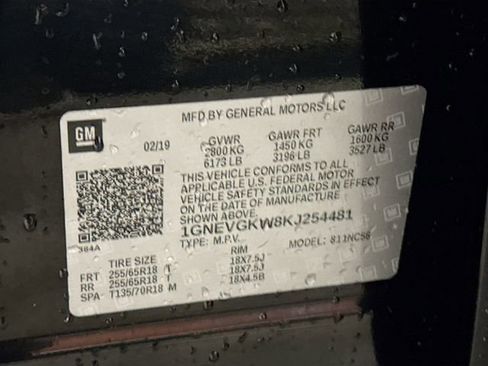 MFD BY GENERAL MOTORS LLC
GM
02/19 GVWR GAWR FRT GAWR RR
2800 KG 1450 KG 1600 KG
6173 LB 3196 LB 3527 LB
THIS VEHICLE CONFORMS TO ALL
APPLICABLE U.S. FEDERAL MOTOR
VEHICLE SAFETY STANDARDS IN EFFECT
ON THE DATE OF MANUFACTURE
SHOWN ABOVE.
1GNEVGKW8KJ254481
TYPE: M.P.V. MODEL: 811NC56
384A
TIRE SIZE RIM
FRT 255/65R18 T 18X7.5J
RR 255/65R18 T 18X7.5J
SPA T135/70R18 M 18X4.5B